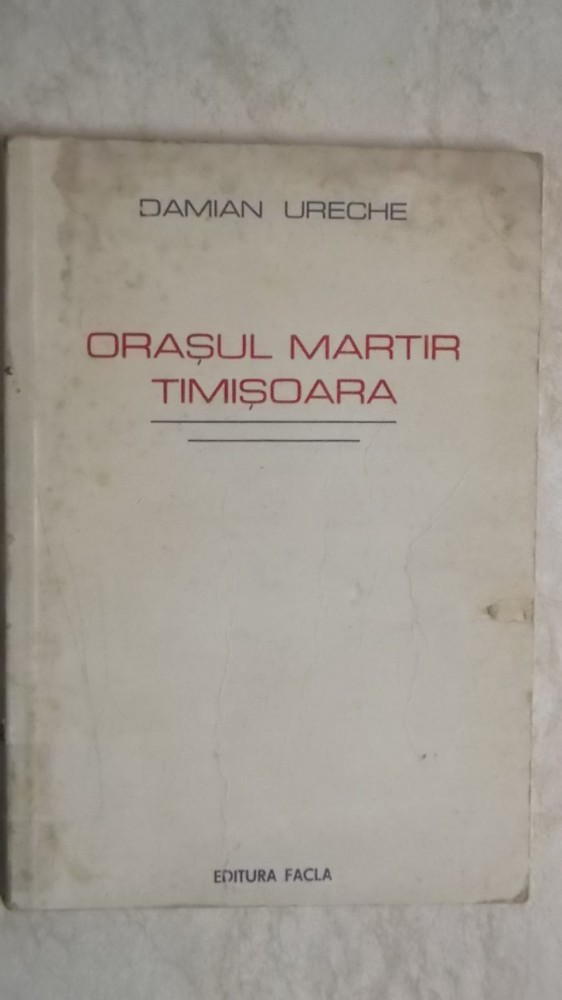 DAMIAN URECHE
ORAȘUL MARTIR
TIMIȘOARA
EDITURA FACLA